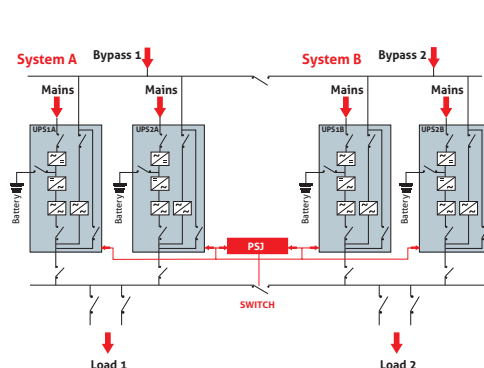 System A
Bypass 1
System B
Bypass 2
Mains
Mains
Mains
Mains
UPS1A
UPS2A
UPS1B
UPS2B
Battery
Battery
Battery
Battery
PSJ
SWITCH
Load 1
Load 2